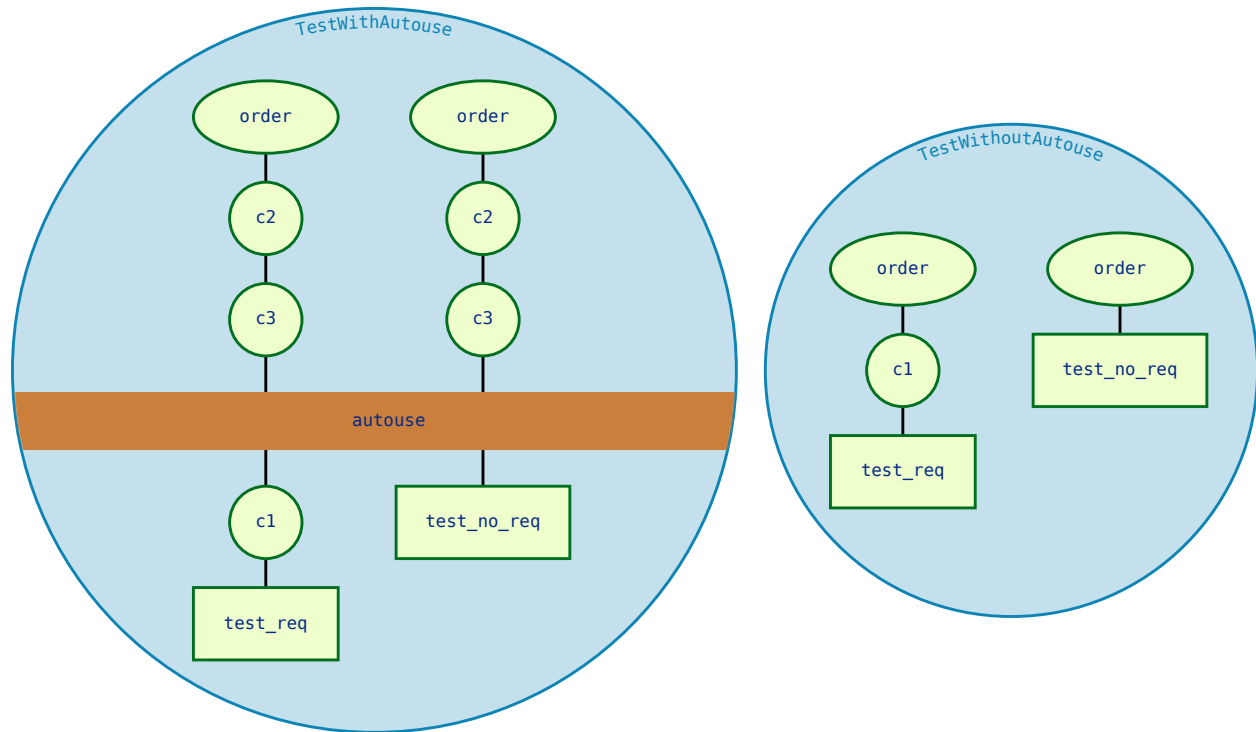 TestWithAutouse
order
order
c2
c2
c3
c3
autouse
c1
test_no_req
test_req
TestWithoutAutouse
order
order
c1
test_no_req
test_req